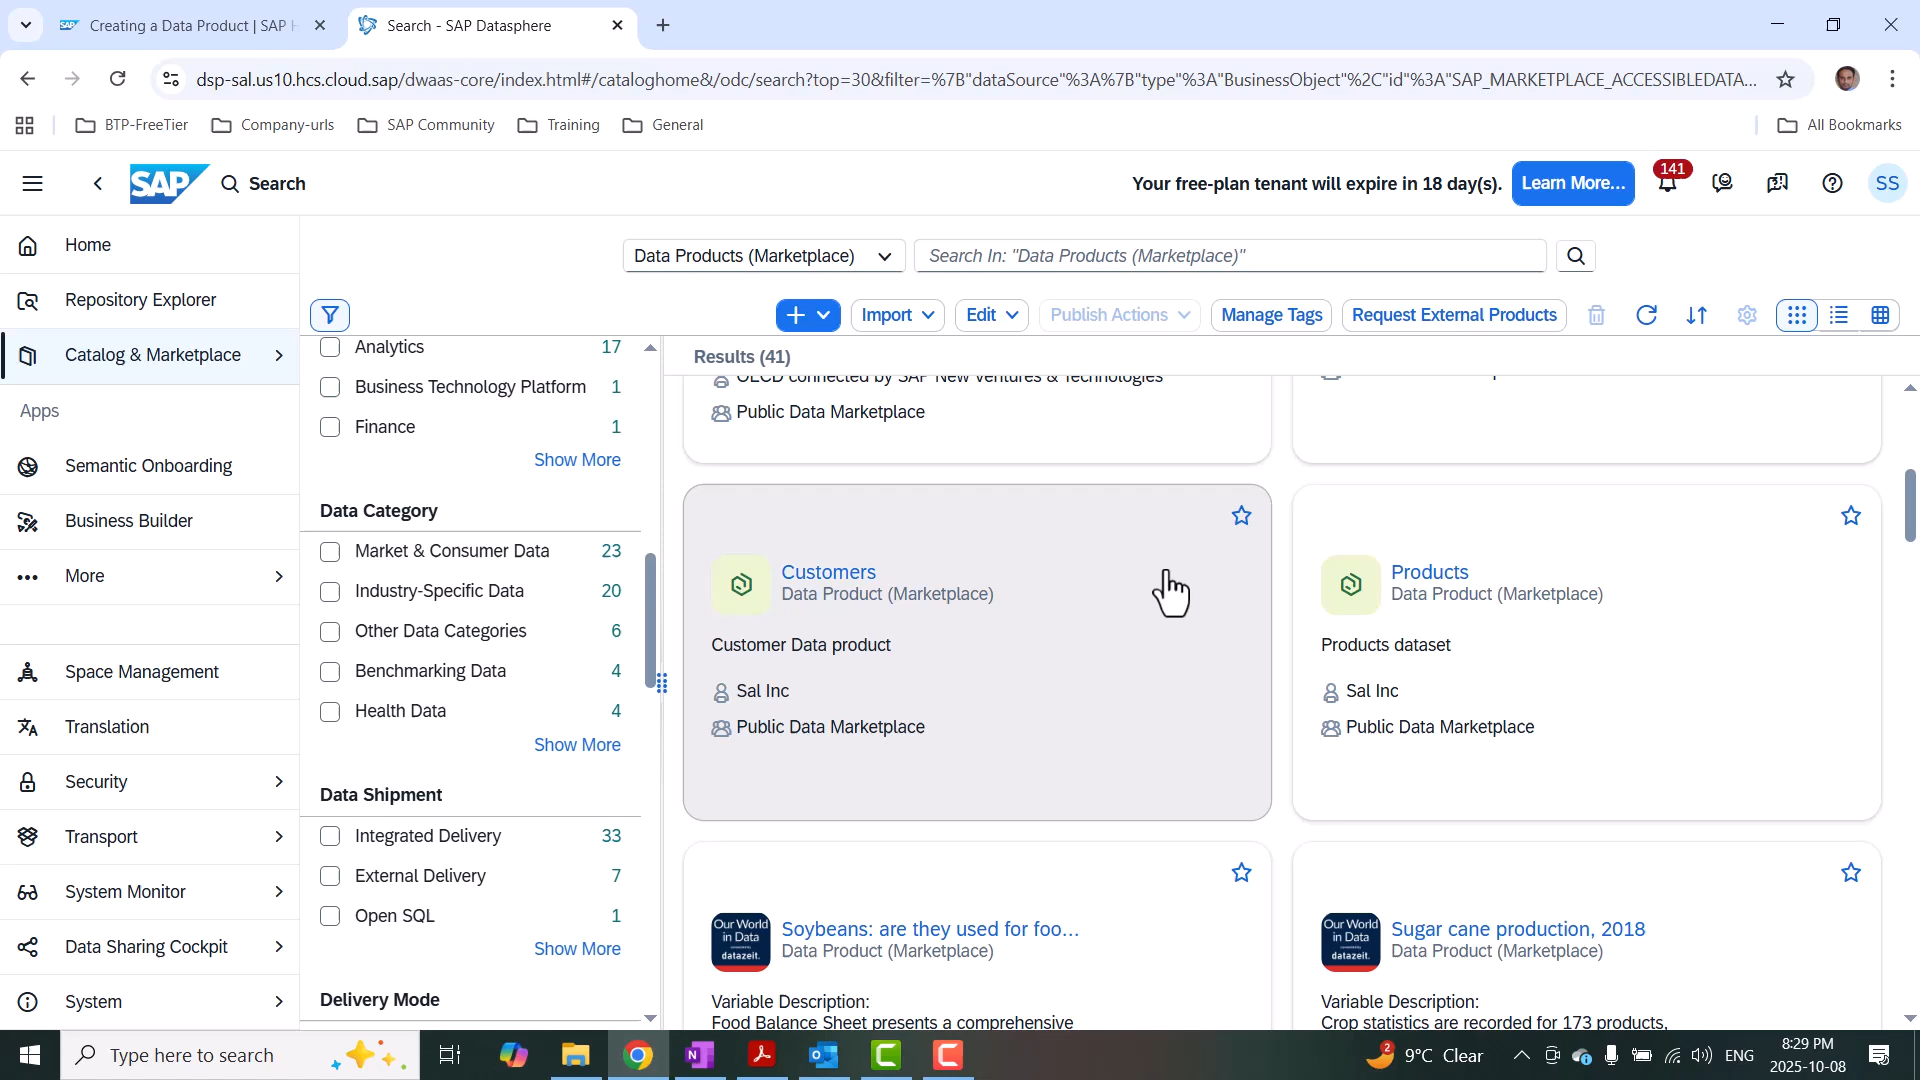 Creating a Data Product | SAP H
Search - SAP Datasphere
dsp-sal.us10.hcs.cloud.sap/dwaas-core/index.html#/cataloghome&/odc/search?top=30&filter=%7B"dataSource"%3A%7B"type"%3A"BusinessObject"%2C"id"%3A"SAP_MARKETPLACE_ACCESSIBLEDATA...
BTP-FreeTier
Company-urls
SAP Community
Training
General
All Bookmarks
SAP
Search
Your free-plan tenant will expire in 18 day(s).
Learn More...
141
SS
Home
Repository Explorer
Catalog & Marketplace
Apps
Semantic Onboarding
Business Builder
More
Space Management
Translation
Security
Transport
System Monitor
Data Sharing Cockpit
System
Data Products (Marketplace)
Search In: "Data Products (Marketplace)"
Import
Edit
Publish Actions
Manage Tags
Request External Products
Analytics 17
Business Technology Platform 1
Finance 1
Show More
Data Category
Market & Consumer Data 23
Industry-Specific Data 20
Other Data Categories 6
Benchmarking Data 4
Health Data 4
Show More
Data Shipment
Integrated Delivery 33
External Delivery 7
Open SQL 1
Show More
Delivery Mode
Results (41)
OECD connected by SAP New Ventures & Technologies
Public Data Marketplace
Customers
Data Product (Marketplace)
Customer Data product
Sal Inc
Public Data Marketplace
Products
Data Product (Marketplace)
Products dataset
Sal Inc
Public Data Marketplace
Our World
in Data
datazeit.
Soybeans: are they used for foo...
Data Product (Marketplace)
Variable Description:
Food Balance Sheet presents a comprehensive
Our World
in Data
datazeit.
Sugar cane production, 2018
Data Product (Marketplace)
Variable Description:
Crop statistics are recorded for 173 products,
Type here to search
2
9°C Clear
ENG
8:29 PM
2025-10-08